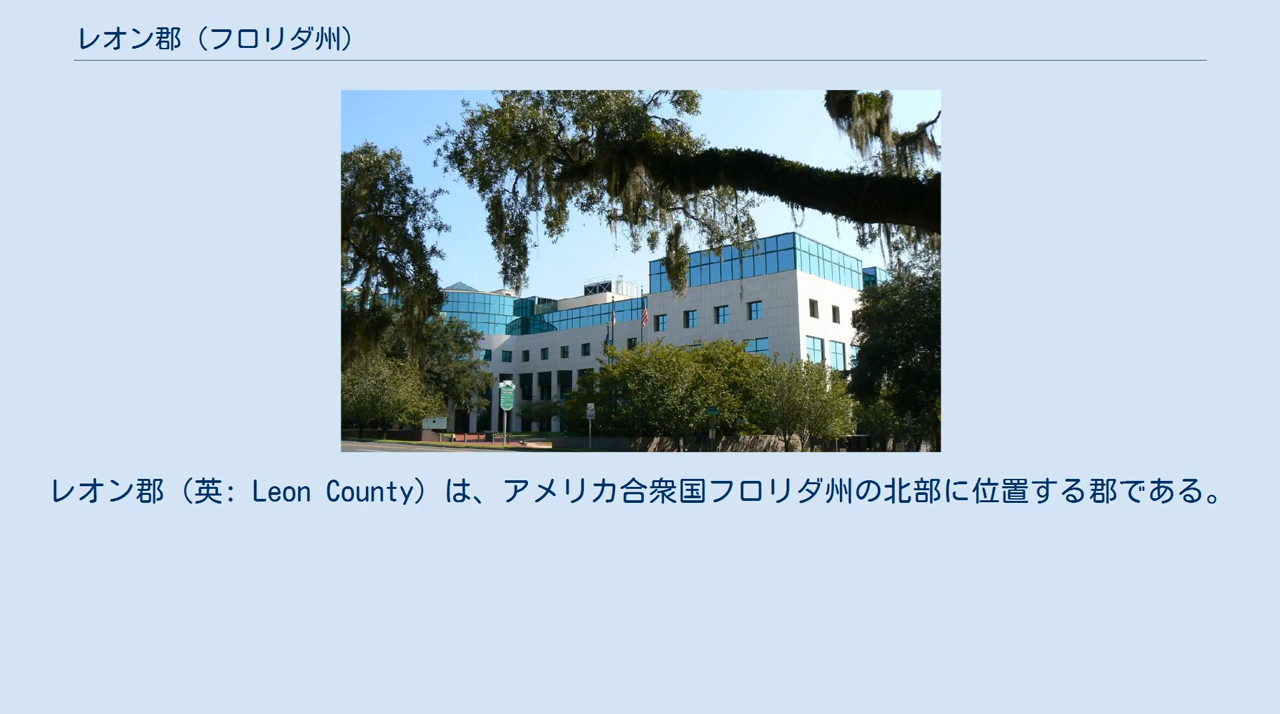 レオン郡（フロリダ州）
レオン郡（英: Leon County）は、アメリカ合衆国フロリダ州の北部に位置する郡である。